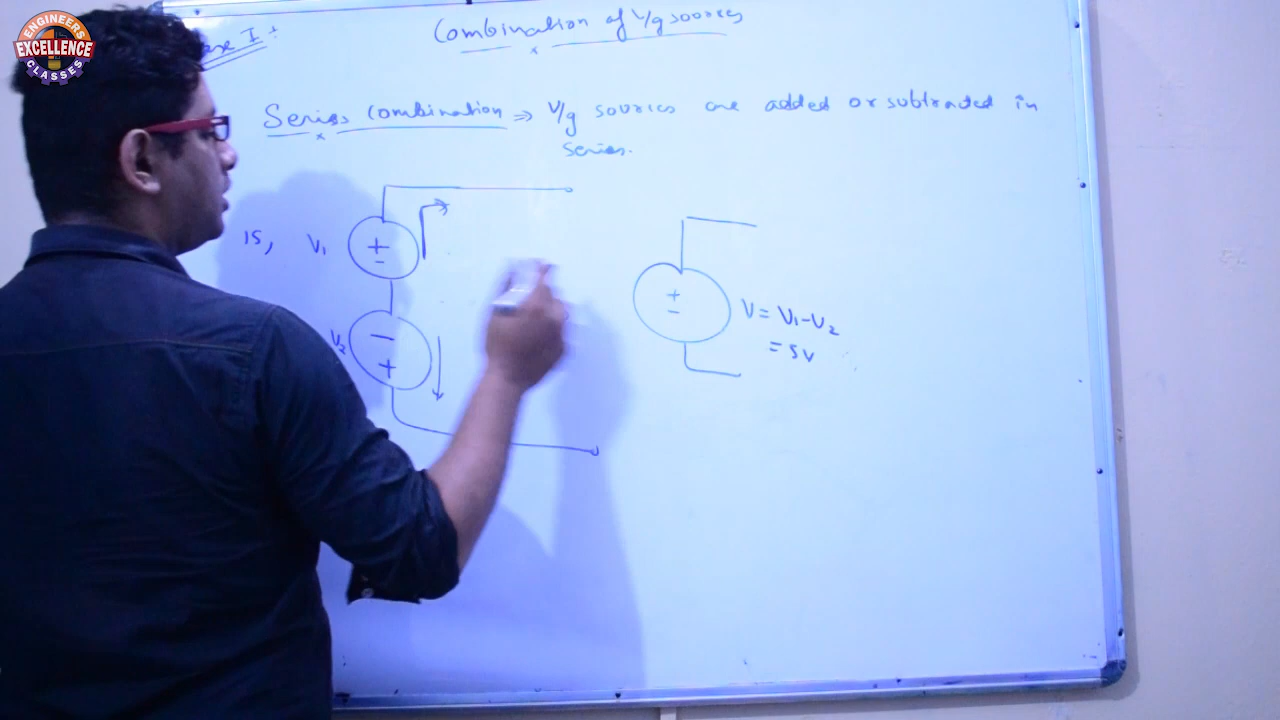 ENGINEERS
EXCELLENCE
CLASSES
Case I :
Combination of V/g sources
Series combination ⇒ V/g sources are added or subtracted in
series.
15, V₁
+
-
V₂
-
+
+
-
V = V₁-V₂
= 5V